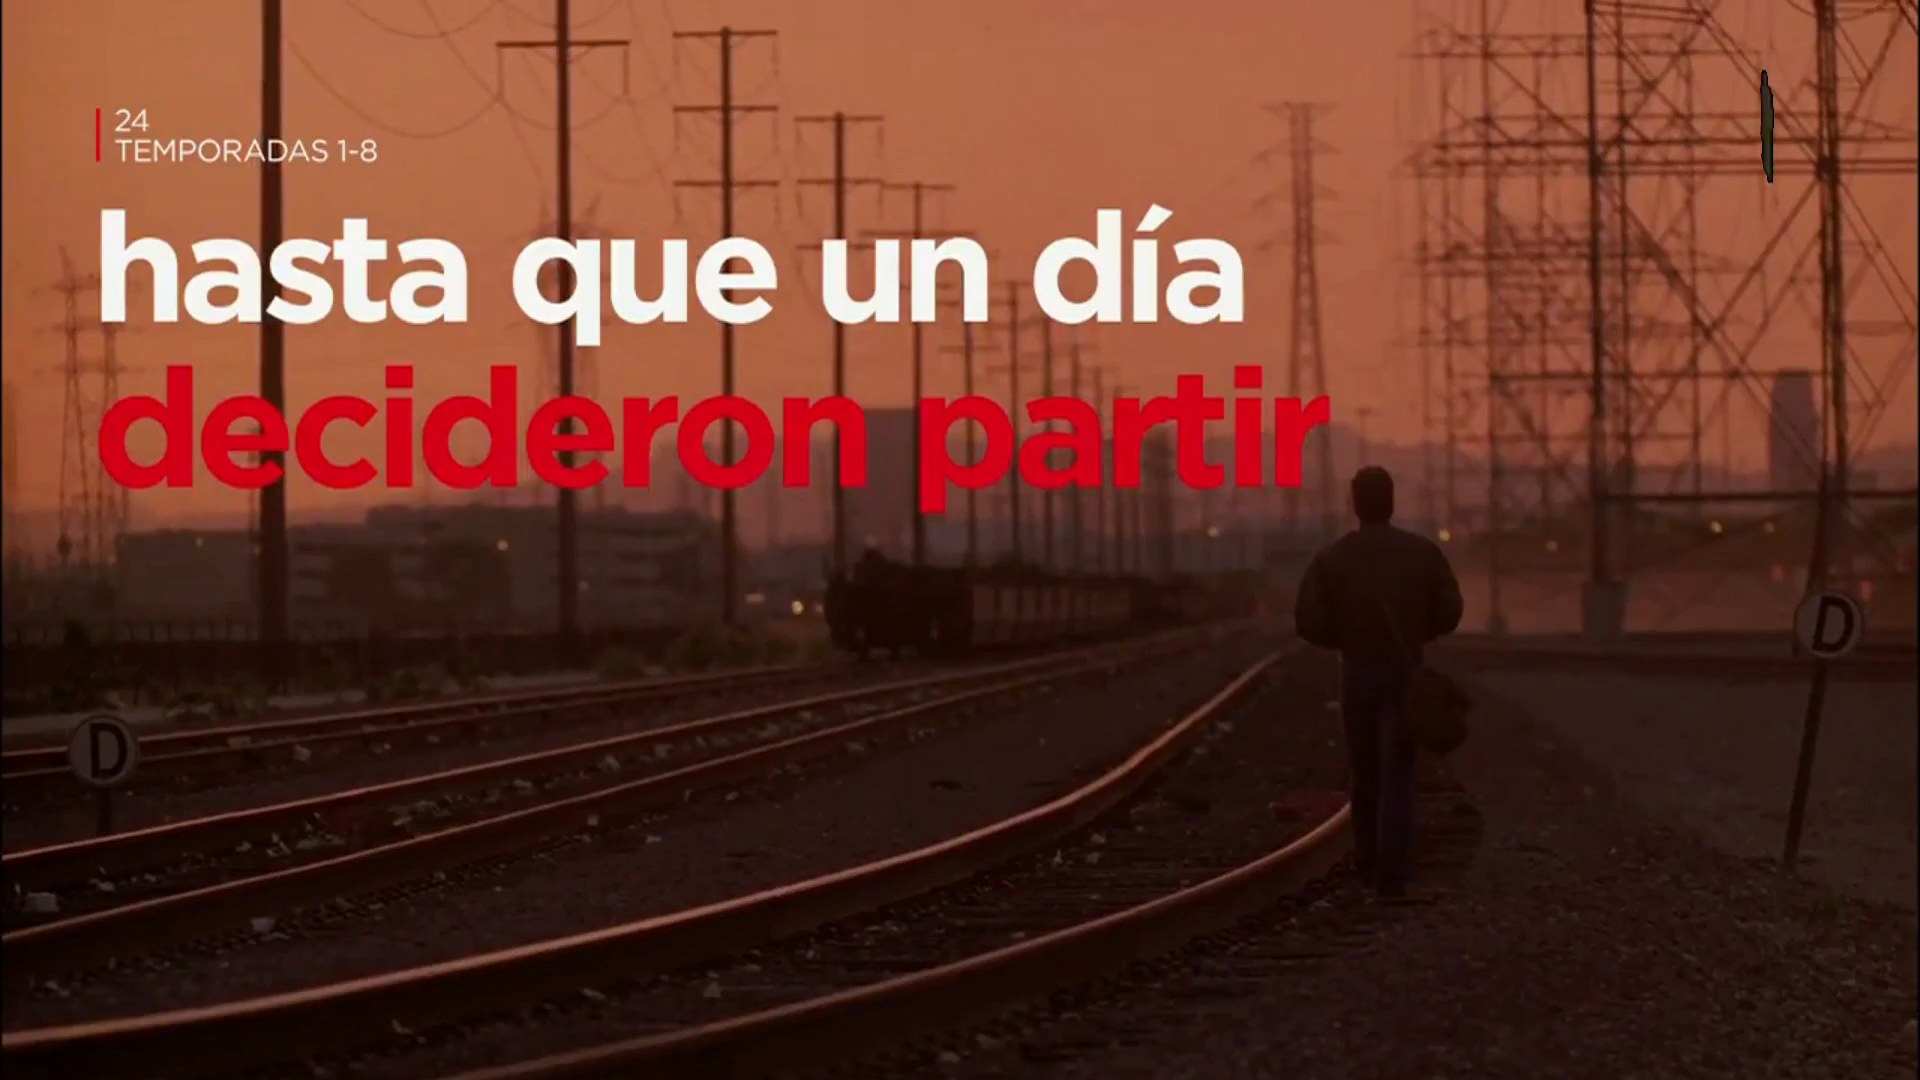 24
TEMPORADAS 1-8
hasta que un día
decideron partir
D
D